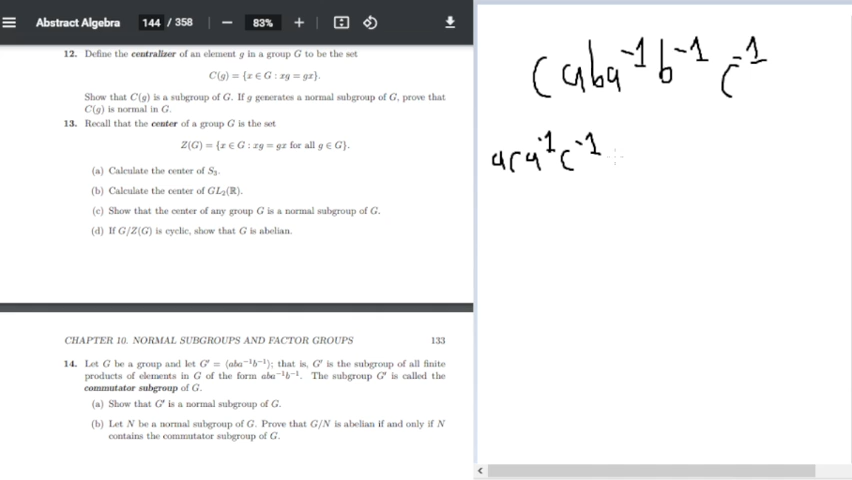 Abstract Algebra 144 / 358 − 83% +
12. Define the centralizer of an element g in a group G to be the set
C(g) = {x ∈ G : xg = gx}.
Show that C(g) is a subgroup of G. If g generates a normal subgroup of G, prove that
C(g) is normal in G.
13. Recall that the center of a group G is the set
Z(G) = {x ∈ G : xg = gx for all g ∈ G}.
(a) Calculate the center of S₃.
(b) Calculate the center of GL₂(ℝ).
(c) Show that the center of any group G is a normal subgroup of G.
(d) If G/Z(G) is cyclic, show that G is abelian.
CHAPTER 10. NORMAL SUBGROUPS AND FACTOR GROUPS 133
14. Let G be a group and let G′ = ⟨aba⁻¹b⁻¹⟩; that is, G′ is the subgroup of all finite
products of elements in G of the form aba⁻¹b⁻¹. The subgroup G′ is called the
commutator subgroup of G.
(a) Show that G′ is a normal subgroup of G.
(b) Let N be a normal subgroup of G. Prove that G/N is abelian if and only if N
contains the commutator subgroup of G.
c aba⁻¹ b⁻¹ c⁻¹
aca⁻¹c⁻¹